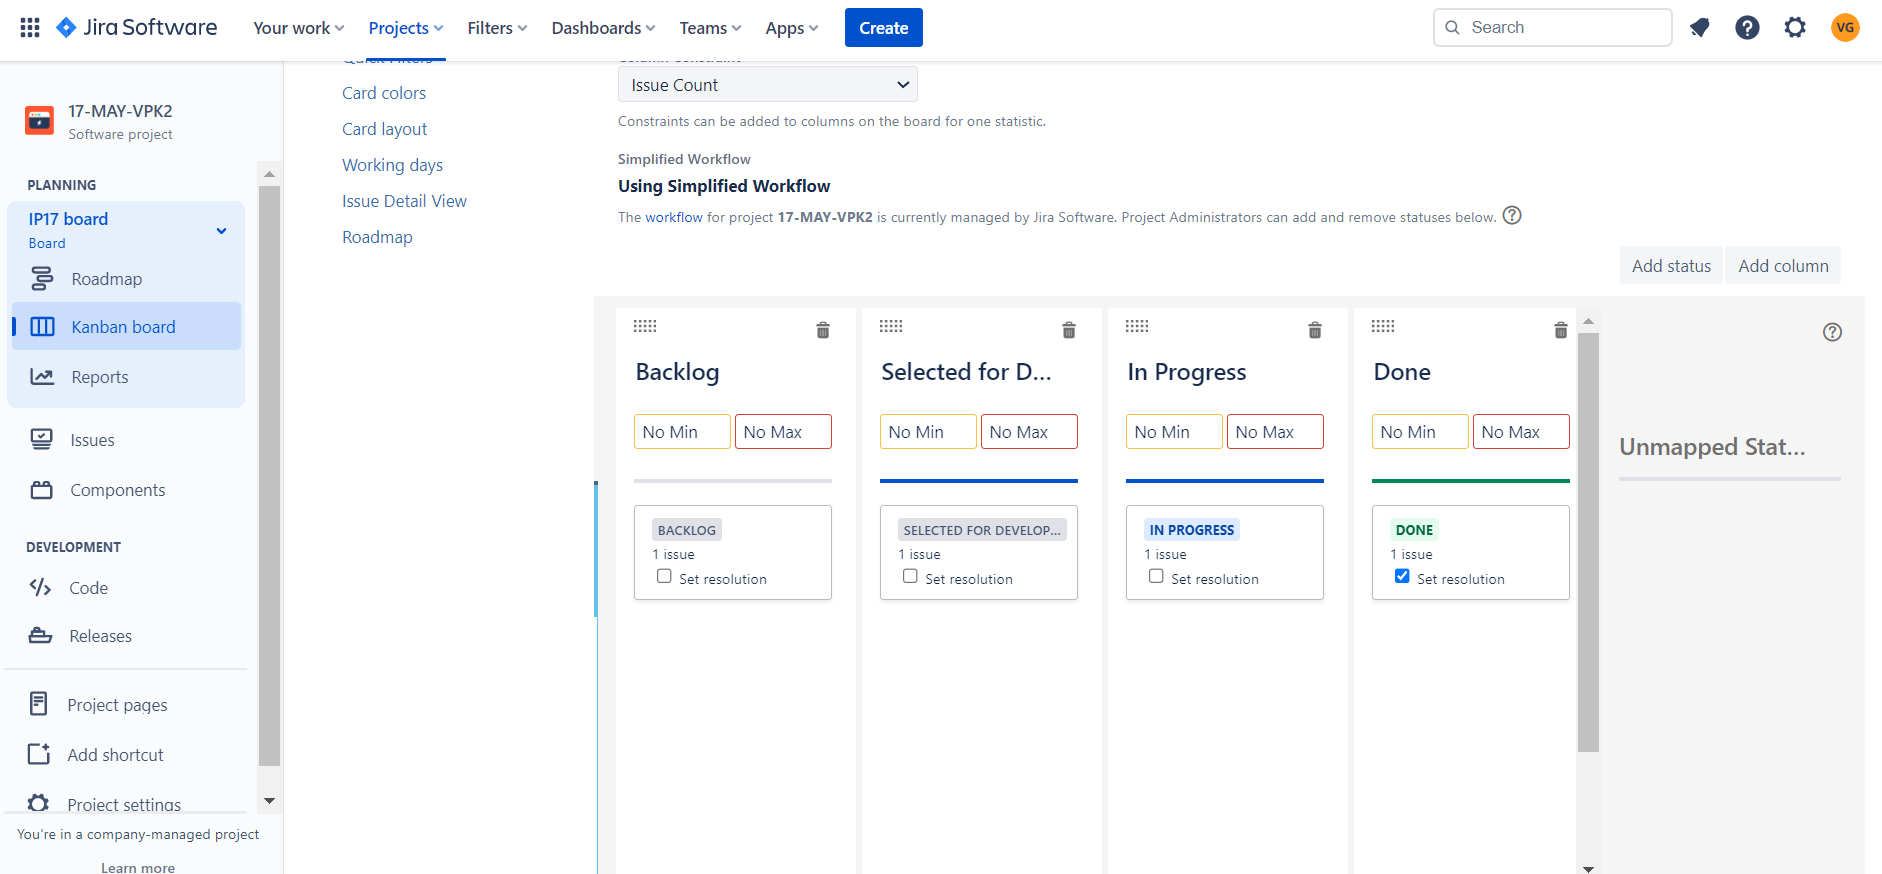 Jira Software
Your work
Projects
Filters
Dashboards
Teams
Apps
Create
Search
VG
17-MAY-VPK2
Software project
PLANNING
IP17 board
Board
Roadmap
Kanban board
Reports
Issues
Components
DEVELOPMENT
Code
Releases
Project pages
Add shortcut
Project settings
You're in a company-managed project
Learn more
Quick Filters
Card colors
Card layout
Working days
Issue Detail View
Roadmap
Column Constraint
Issue Count
Constraints can be added to columns on the board for one statistic.
Simplified Workflow
Using Simplified Workflow
The workflow for project 17-MAY-VPK2 is currently managed by Jira Software. Project Administrators can add and remove statuses below.
Add status
Add column
Backlog
No Min
No Max
BACKLOG
1 issue
Set resolution
Selected for D...
No Min
No Max
SELECTED FOR DEVELOP...
1 issue
Set resolution
In Progress
No Min
No Max
IN PROGRESS
1 issue
Set resolution
Done
No Min
No Max
DONE
1 issue
Set resolution
Unmapped Stat...